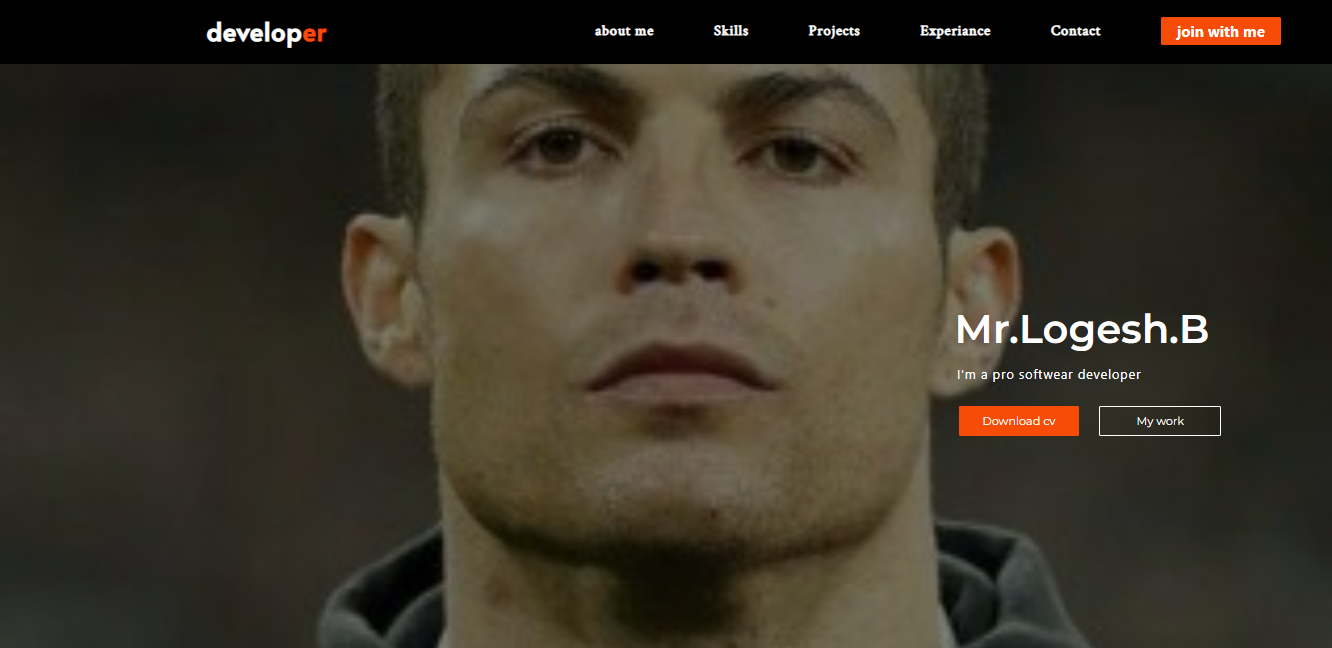 developer
about me
Skills
Projects
Experiance
Contact
join with me
Mr.Logesh.B
I'm a pro softwear developer
Download cv
My work